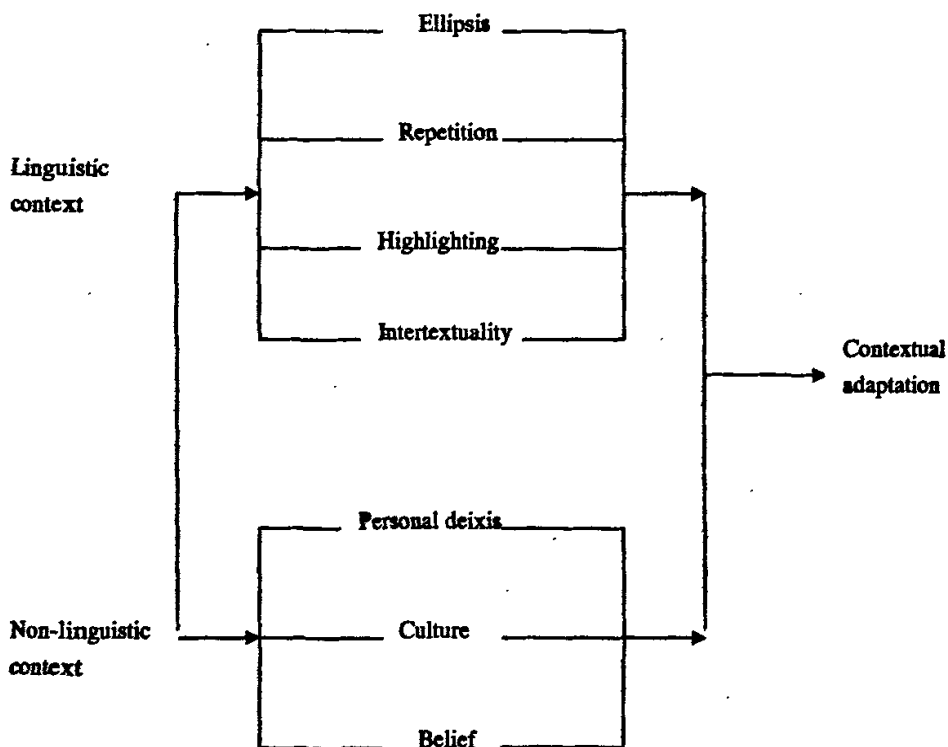 Ellipsis
Repetition
Linguistic
context
Highlighting
Intertextuality
Contextual
adaptation
Personal deixis
Non-linguistic
context
Culture
Belief